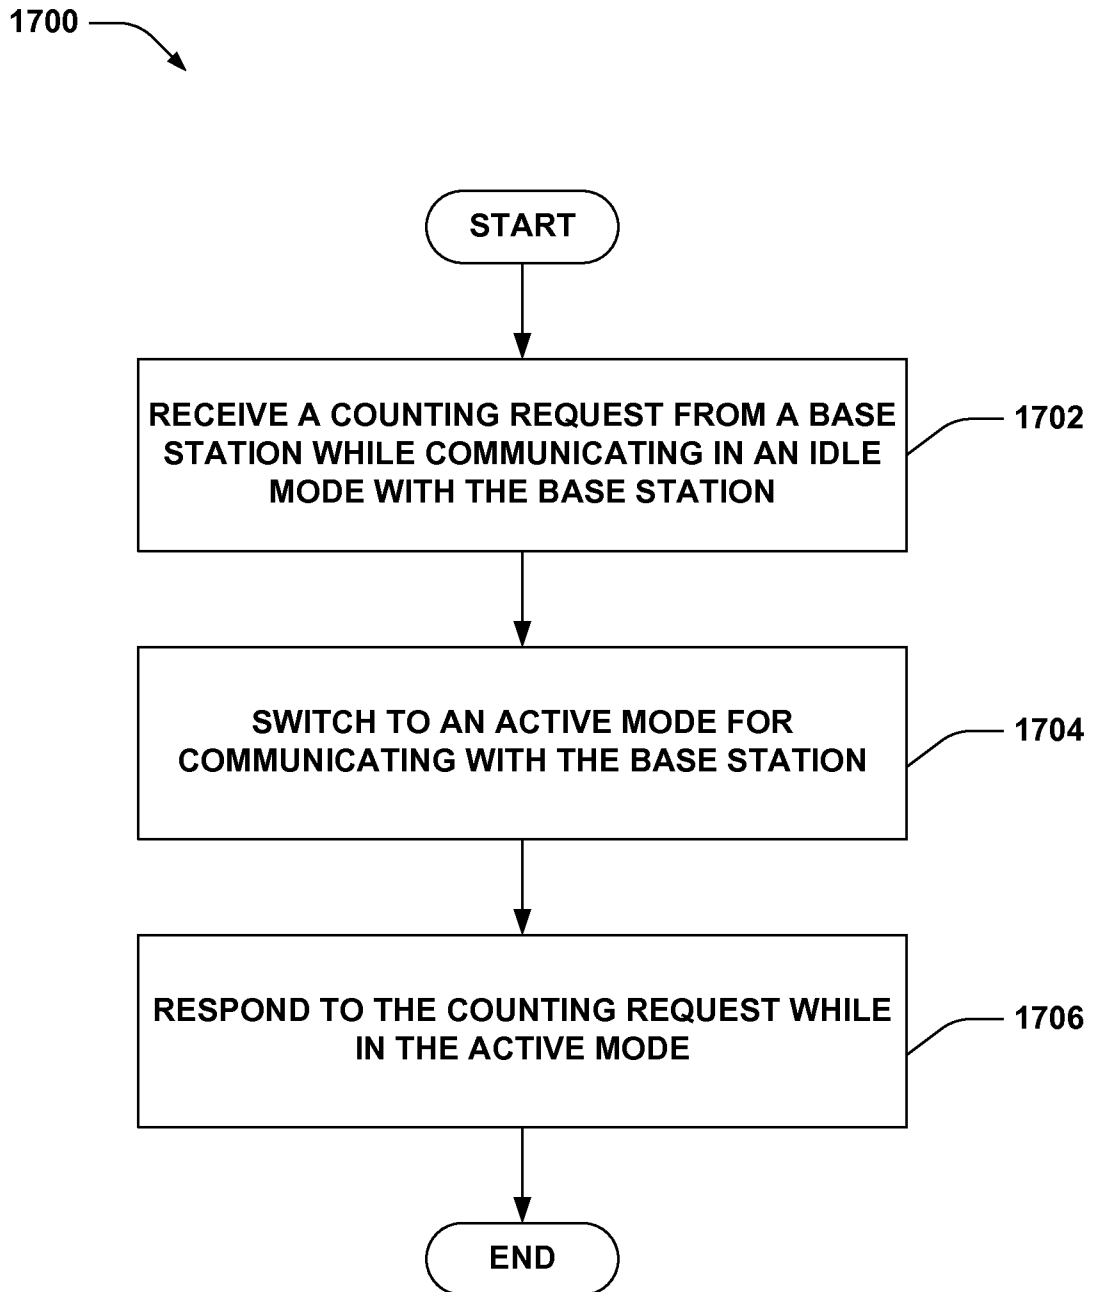 1700
START
RECEIVE A COUNTING REQUEST FROM A BASE
STATION WHILE COMMUNICATING IN AN IDLE
MODE WITH THE BASE STATION
1702
SWITCH TO AN ACTIVE MODE FOR
COMMUNICATING WITH THE BASE STATION
1704
RESPOND TO THE COUNTING REQUEST WHILE
IN THE ACTIVE MODE
1706
END